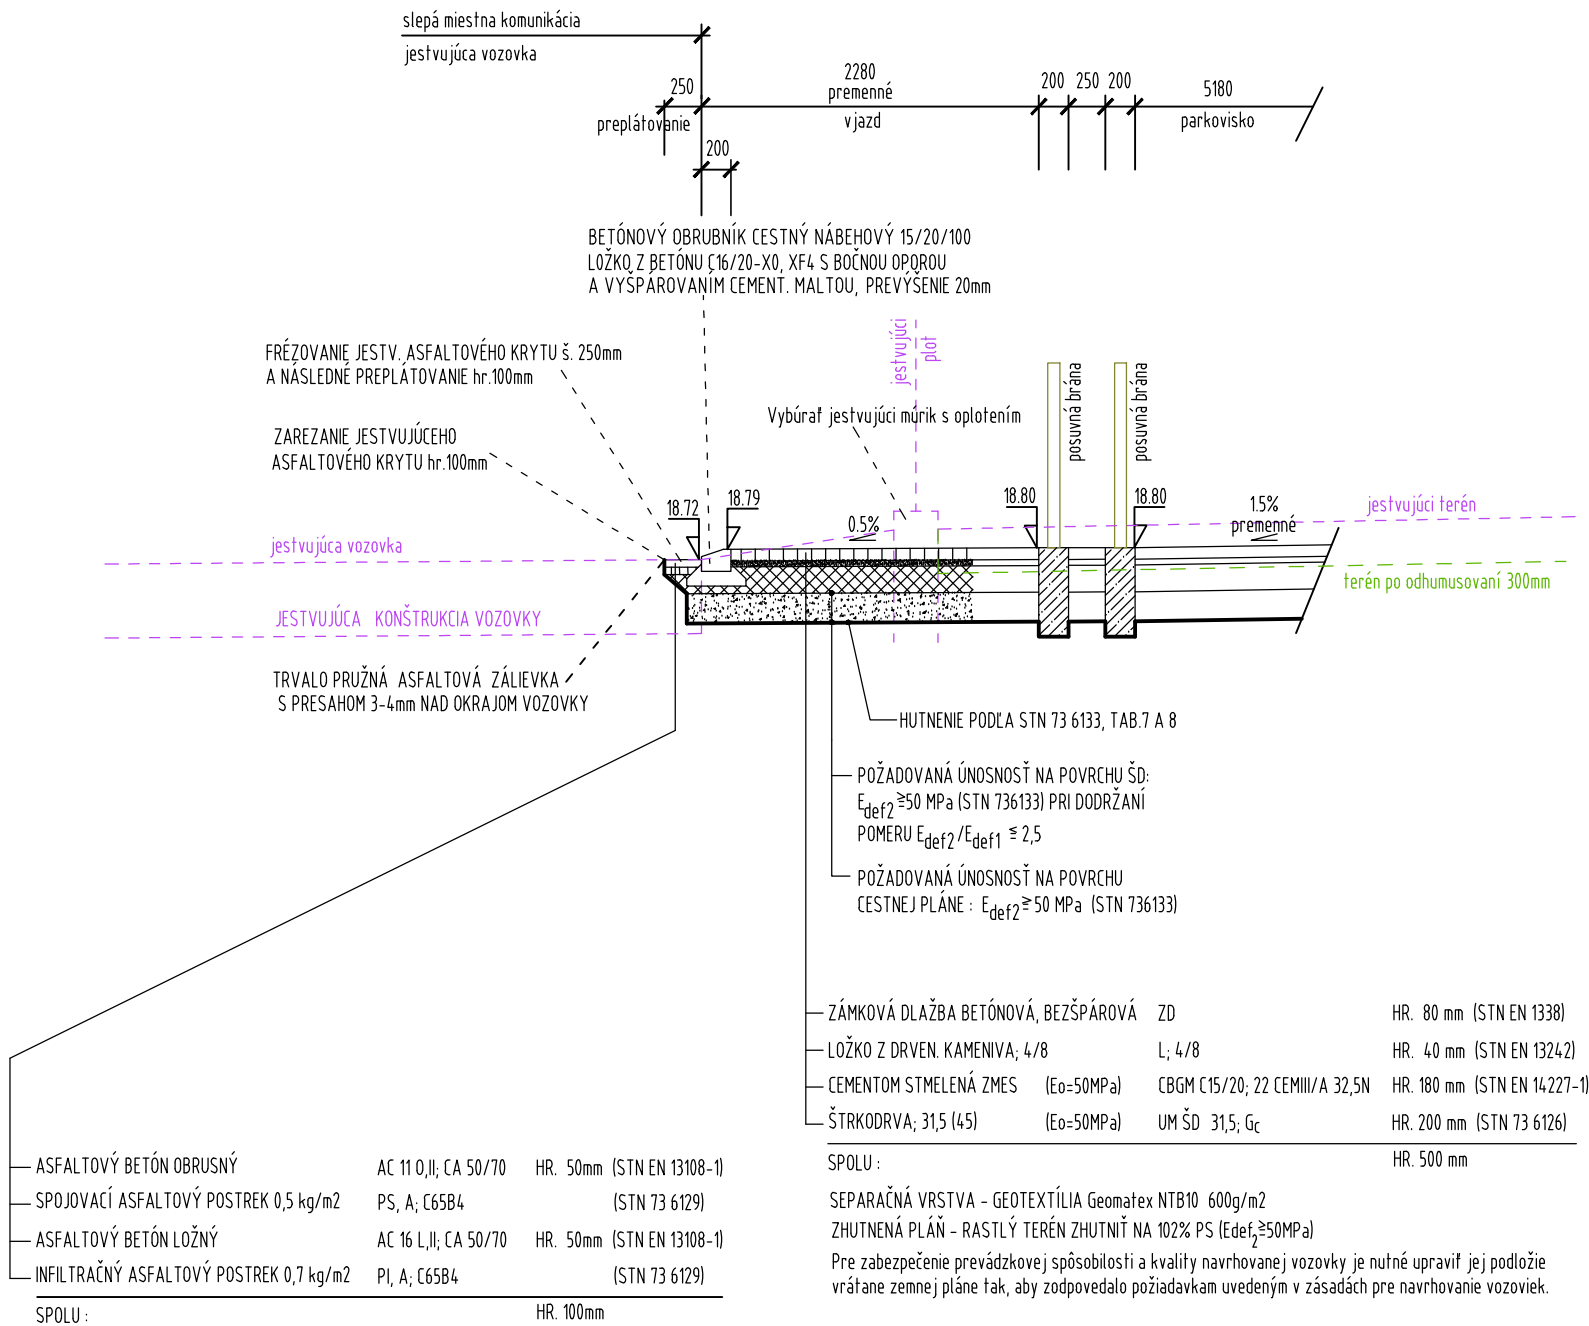 slepá miestna komunikácia
jestvujúca vozovka
250
2280
premenné
vjazd
200
250
200
5180
parkovisko
preplátovanie
200
BETÓNOVÝ OBRUBNÍK CESTNÝ NÁBEHOVÝ 15/20/100
LOŽKO Z BETÓNU C16/20-X0, XF4 S BOČNOU OPOROU
A VYŠPÁROVANÍM CEMENT. MALTOU, PREVÝŠENIE 20mm
jestvujúci
plot
FRÉZOVANIE JESTV. ASFALTOVÉHO KRYTU š. 250mm
A NÁSLEDNÉ PREPLÁTOVANIE hr.100mm
posuvná brána
posuvná brána
Vybúrať jestvujúci múrik s oplotením
ZAREZANIE JESTVUJÚCEHO
ASFALTOVÉHO KRYTU hr.100mm
18.72
18.79
0.5%
18.80
18.80
1.5%
premenné
jestvujúci terén
jestvujúca vozovka
terén po odhumusovaní 300mm
JESTVUJÚCA KONŠTRUKCIA VOZOVKY
TRVALO PRUŽNÁ ASFALTOVÁ ZÁLIEVKA
S PRESAHOM 3-4mm NAD OKRAJOM VOZOVKY
HUTNENIE PODĽA STN 73 6133, TAB.7 A 8
POŽADOVANÁ ÚNOSNOSŤ NA POVRCHU ŠD:
Edef2 ≥50 MPa (STN 736133) PRI DODRŽANÍ
POMERU Edef2 /Edef1 ≤ 2,5
POŽADOVANÁ ÚNOSNOSŤ NA POVRCHU
CESTNEJ PLÁNE : Edef2 ≥50 MPa (STN 736133)
ZÁMKOVÁ DLAŽBA BETÓNOVÁ, BEZŠPÁROVÁ ZD HR. 80 mm (STN EN 1338)
LOŽKO Z DRVEN. KAMENIVA; 4/8 L; 4/8 HR. 40 mm (STN EN 13242)
CEMENTOM STMELENÁ ZMES (Eo=50MPa) CBGM C15/20; 22 CEMIII/A 32,5N HR. 180 mm (STN EN 14227-1)
ŠTRKODRVA; 31,5 (45) (Eo=50MPa) UM ŠD 31,5; Gc HR. 200 mm (STN 73 6126)
SPOLU : HR. 500 mm
SEPARAČNÁ VRSTVA - GEOTEXTÍLIA Geomatex NTB10 600g/m2
ZHUTNENÁ PLÁŇ - RASTLÝ TERÉN ZHUTNIŤ NA 102% PS (Edef2≥50MPa)
Pre zabezpečenie prevádzkovej spôsobilosti a kvality navrhovanej vozovky je nutné upraviť jej podložie
vrátane zemnej pláne tak, aby zodpovedalo požiadavkam uvedeným v zásadách pre navrhovanie vozoviek.
ASFALTOVÝ BETÓN OBRUSNÝ AC 11 O,II; CA 50/70 HR. 50mm (STN EN 13108-1)
SPOJOVACÍ ASFALTOVÝ POSTREK 0,5 kg/m2 PS, A; C65B4 (STN 73 6129)
ASFALTOVÝ BETÓN LOŽNÝ AC 16 L,II; CA 50/70 HR. 50mm (STN EN 13108-1)
INFILTRAČNÝ ASFALTOVÝ POSTREK 0,7 kg/m2 PI, A; C65B4 (STN 73 6129)
SPOLU : HR. 100mm